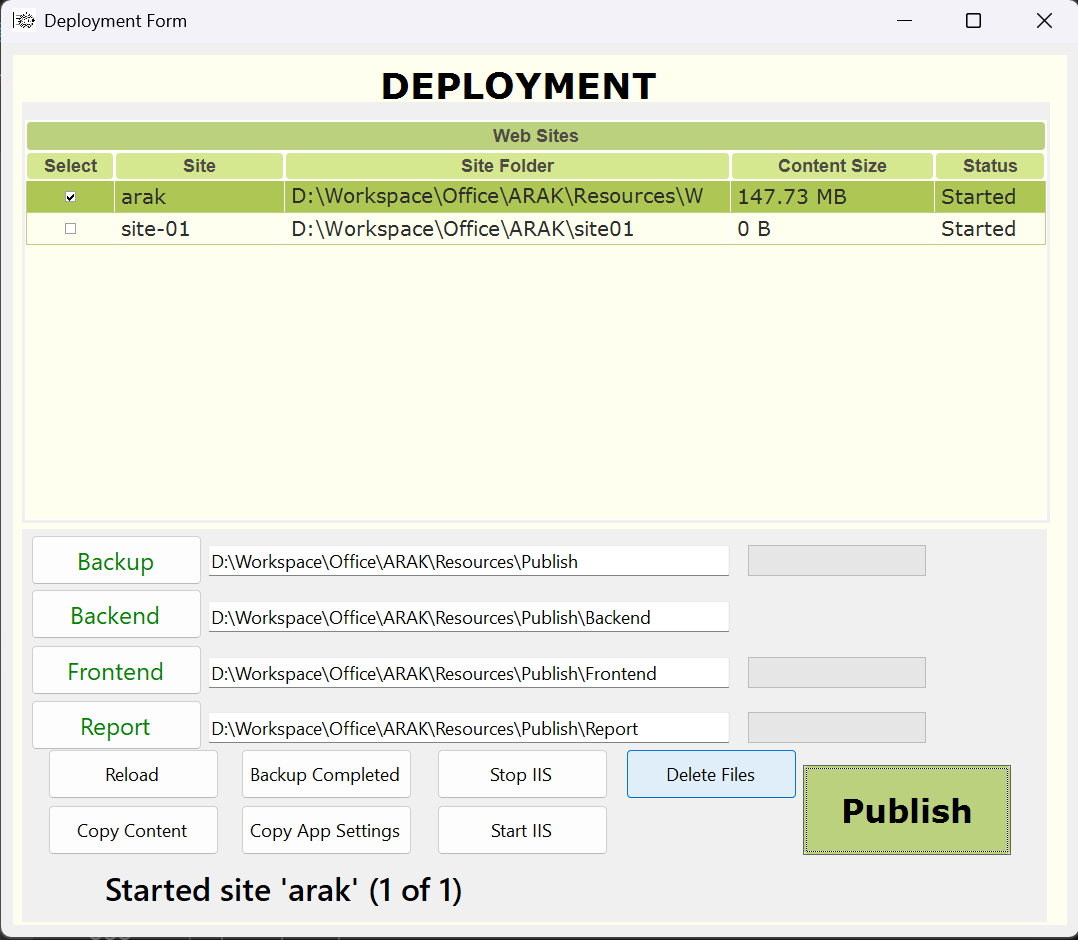 Deployment Form
DEPLOYMENT
Web Sites
Select Site Site Folder Content Size Status
arak D:\Workspace\Office\ARAK\Resources\W 147.73 MB Started
site-01 D:\Workspace\Office\ARAK\site01 0 B Started
Backup D:\Workspace\Office\ARAK\Resources\Publish
Backend D:\Workspace\Office\ARAK\Resources\Publish\Backend
Frontend D:\Workspace\Office\ARAK\Resources\Publish\Frontend
Report D:\Workspace\Office\ARAK\Resources\Publish\Report
Reload Backup Completed Stop IIS Delete Files
Publish
Copy Content Copy App Settings Start IIS
Started site 'arak' (1 of 1)